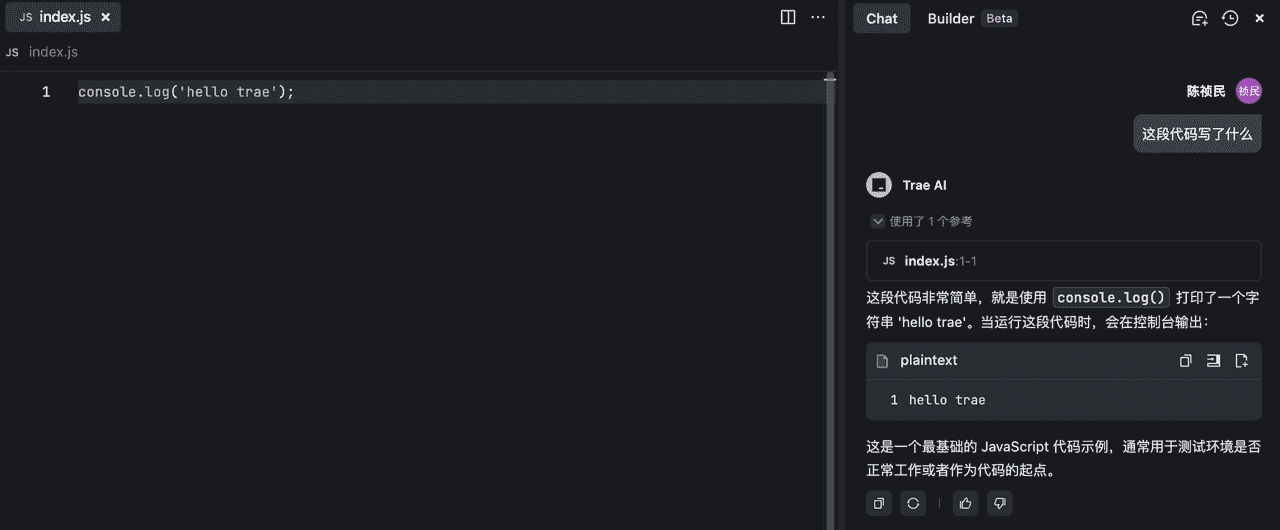 JS index.js
JS index.js
1 console.log('hello trae');
Chat Builder Beta
陈祯民 祯民
这段代码写了什么
Trae AI
使用了 1 个参考
JS index.js:1-1
这段代码非常简单，就是使用 console.log() 打印了一个字
符串 'hello trae'。当运行这段代码时，会在控制台输出：
plaintext
1 hello trae
这是一个最基础的 JavaScript 代码示例，通常用于测试环境是否
正常工作或者作为代码的起点。